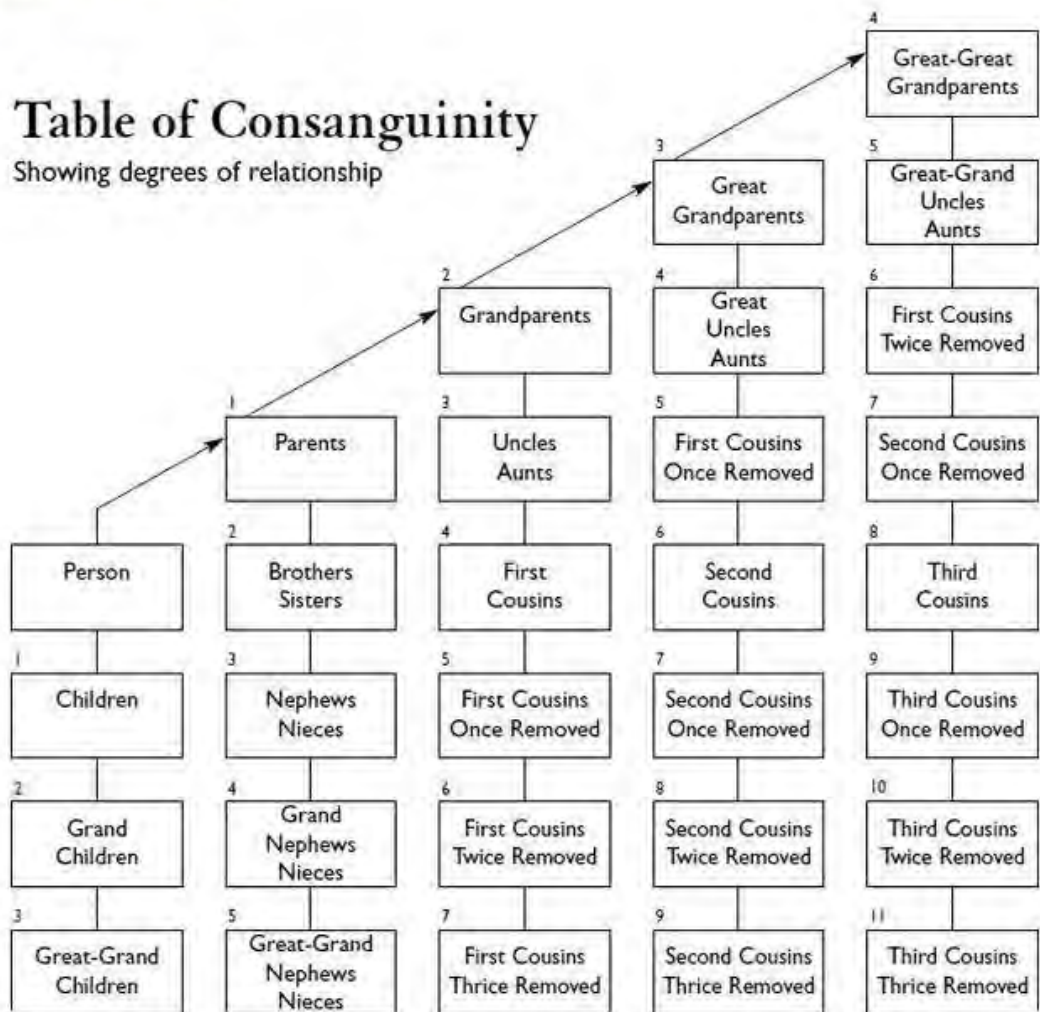 Table of Consanguinity
Showing degrees of relationship
4
Great-Great
Grandparents
3
Great
Grandparents
5
Great-Grand
Uncles
Aunts
2
Grandparents
4
Great
Uncles
Aunts
6
First Cousins
Twice Removed
1
Parents
3
Uncles
Aunts
5
First Cousins
Once Removed
7
Second Cousins
Once Removed
Person
2
Brothers
Sisters
4
First
Cousins
6
Second
Cousins
8
Third
Cousins
1
Children
3
Nephews
Nieces
5
First Cousins
Once Removed
7
Second Cousins
Once Removed
9
Third Cousins
Once Removed
2
Grand
Children
4
Grand
Nephews
Nieces
6
First Cousins
Twice Removed
8
Second Cousins
Twice Removed
10
Third Cousins
Twice Removed
3
Great-Grand
Children
5
Great-Grand
Nephews
Nieces
7
First Cousins
Thrice Removed
9
Second Cousins
Thrice Removed
11
Third Cousins
Thrice Removed